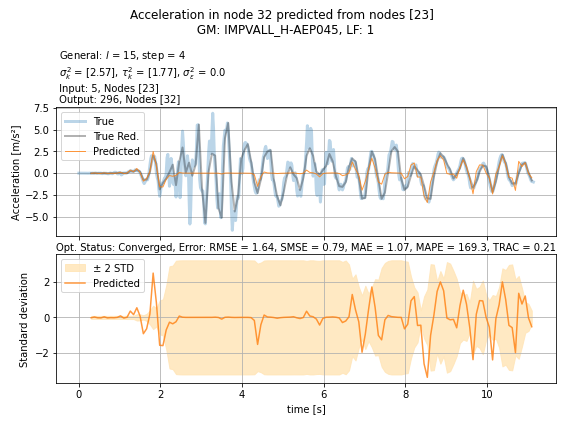 Acceleration in node 32 predicted from nodes [23]
GM: IMPVALL_H-AEP045, LF: 1
General: l = 15, step = 4
σ²ₖ = [2.57], τ²ₖ = [1.77], σ²ε = 0.0
Input: 5, Nodes [23]
Output: 296, Nodes [32]
7.5
5.0
2.5
0.0
−2.5
−5.0
Acceleration [m/s²]
True
True Red.
Predicted
Opt. Status: Converged, Error: RMSE = 1.64, SMSE = 0.79, MAE = 1.07, MAPE = 169.3, TRAC = 0.21
± 2 STD
Predicted
2
0
−2
Standard deviation
0 2 4 6 8 10
time [s]